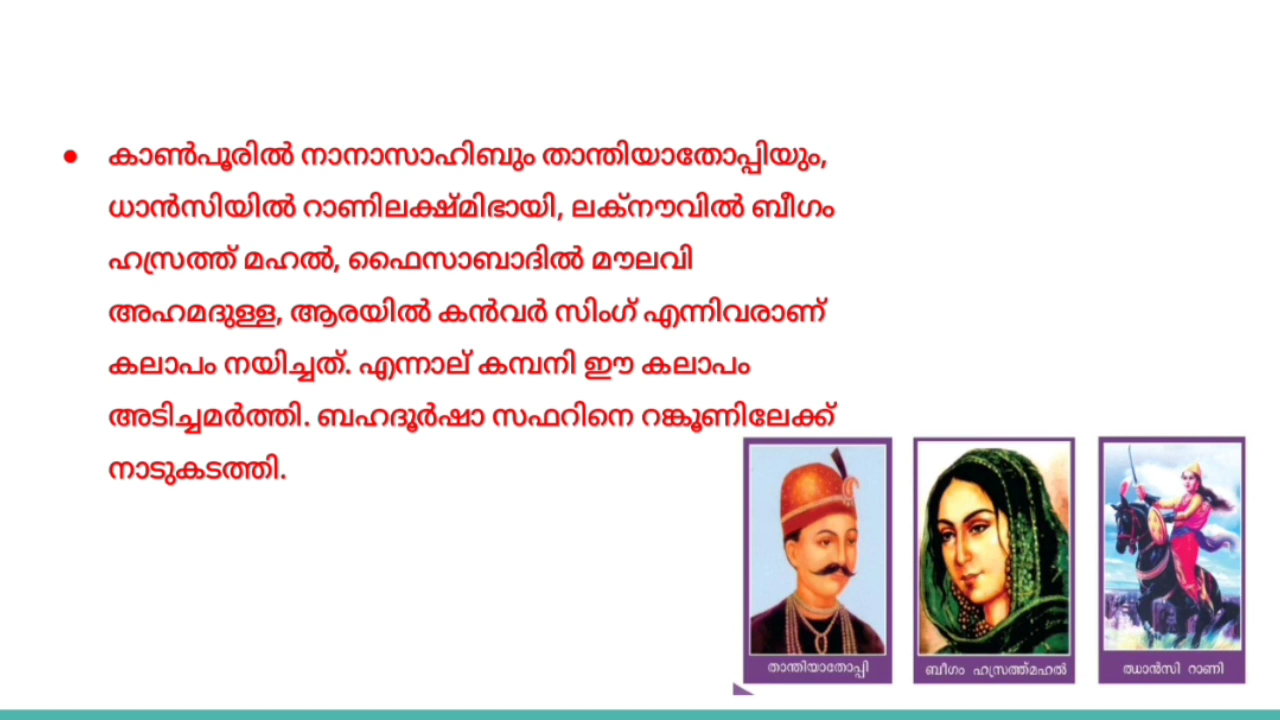 ● കാൺപൂരിൽ നാനാസാഹിബും താന്തിയാതോപ്പിയും,
ധാൻസിയിൽ റാണിലക്ഷ്മിഭായി, ലക്നൗവിൽ ബീഗം
ഹസ്രത്ത് മഹൽ, ഫൈസാബാദിൽ മൗലവി
അഹമദുള്ള, ആരയിൽ കൻവർ സിംഗ് എന്നിവരാണ്
കലാപം നയിച്ചത്. എന്നാല് കമ്പനി ഈ കലാപം
അടിച്ചമർത്തി. ബഹദൂർഷാ സഫറിനെ റങ്കൂണിലേക്ക്
നാടുകടത്തി.
താന്തിയാതോപ്പി
ബീഗം ഹസ്രത്ത്മഹൽ
ഝാൻസി റാണി